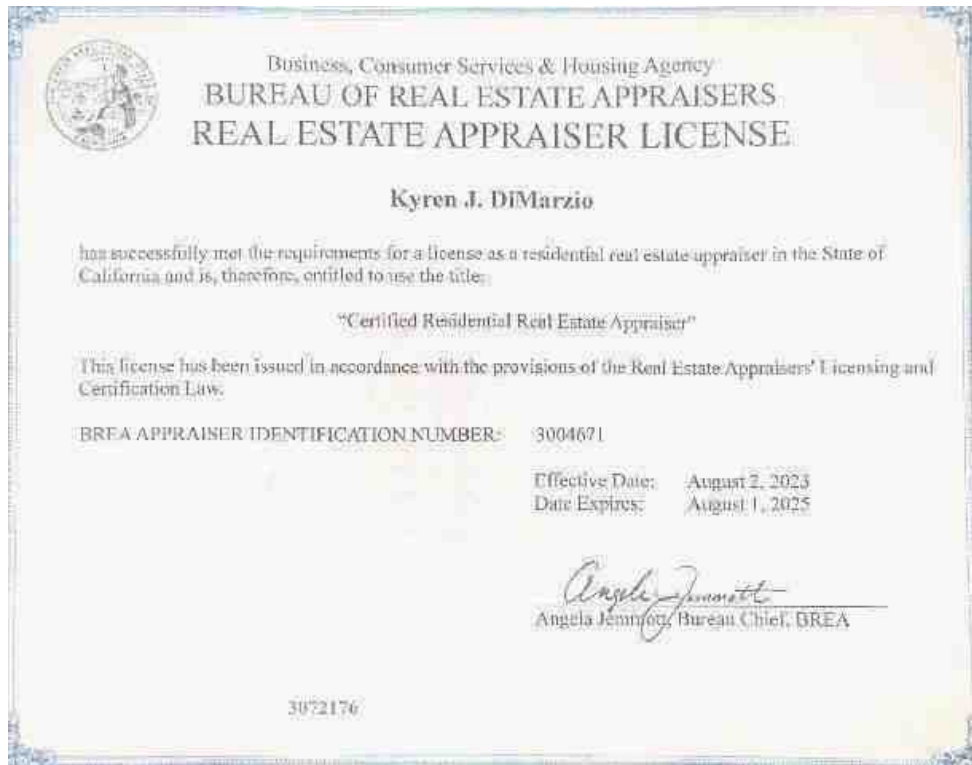 Business, Consumer Services & Housing Agency
BUREAU OF REAL ESTATE APPRAISERS
REAL ESTATE APPRAISER LICENSE
Kyren J. DiMarzio
has successfully met the requirements for a license as a residential real estate appraiser in the State of
California and is, therefore, entitled to use the title:
"Certified Residential Real Estate Appraiser"
This license has been issued in accordance with the provisions of the Real Estate Appraisers' Licensing and
Certification Law.
BREA APPRAISER IDENTIFICATION NUMBER: 3004671
Effective Date: August 2, 2023
Date Expires: August 1, 2025
Angela Jemmott
Angela Jemmott, Bureau Chief, BREA
3072176